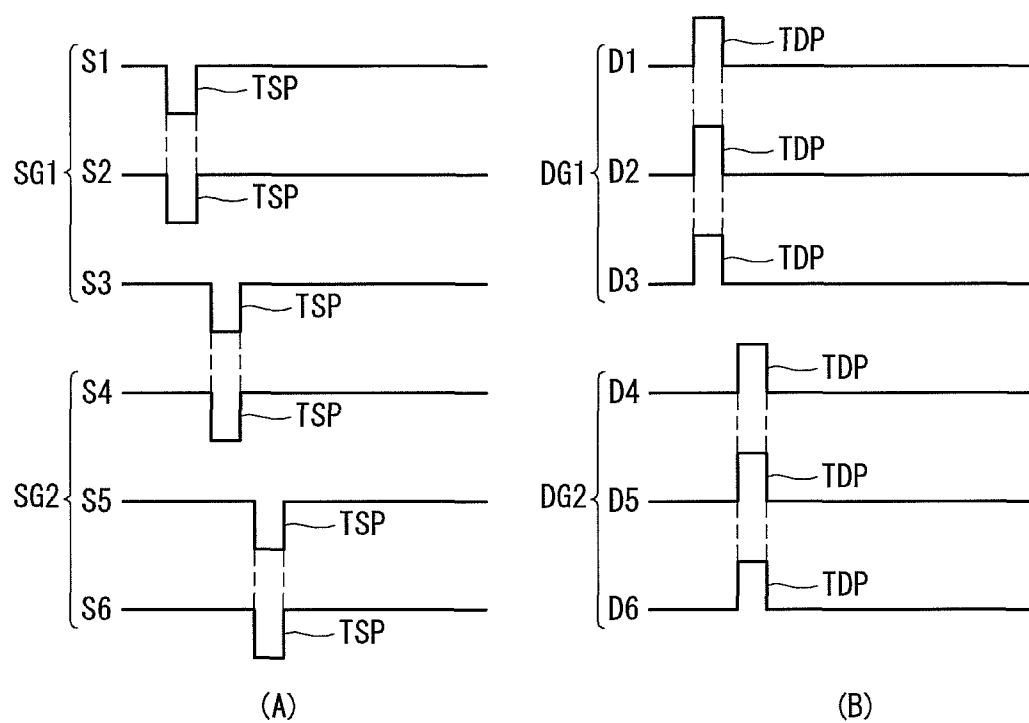 S1
TSP
SG1
S2
TSP
S3
TSP
S4
TSP
SG2
S5
TSP
S6
TSP
(A)
D1
TDP
DG1
D2
TDP
D3
TDP
D4
TDP
DG2
D5
TDP
D6
TDP
(B)